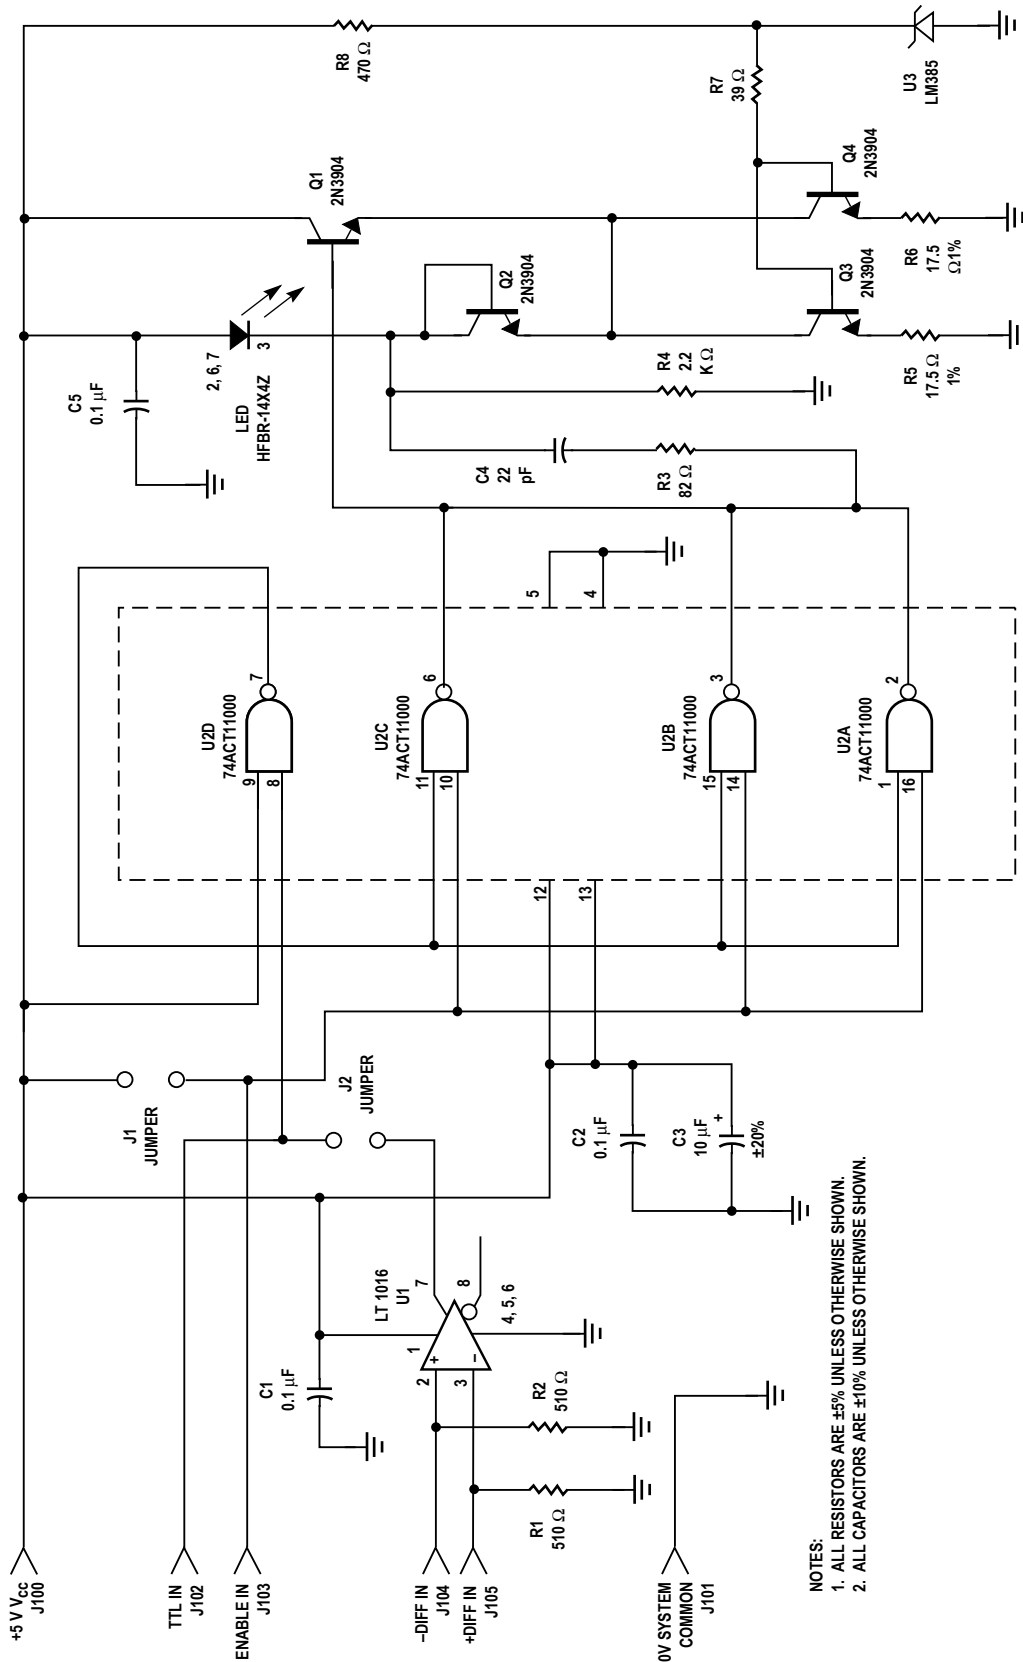 +5 V VCC
J100
TTL IN
J102
ENABLE IN
J103
–DIFF IN
J104
+DIFF IN
J105
0V SYSTEM
COMMON
J101
R1
510 Ω
R2
510 Ω
C1
0.1 µF
LT 1016
U1
1
2
3
+
–
7
8
4, 5, 6
J1
JUMPER
J2
JUMPER
C2
0.1 µF
C3
10 µF
+
±20%
12
13
U2D
74ACT11000
9
8
7
U2C
74ACT11000
11
10
6
U2B
74ACT11000
15
14
3
U2A
74ACT11000
1
16
2
5
4
C5
0.1 µF
2, 6, 7
3
LED
HFBR-14X4Z
C4
22
pF
R3
82 Ω
R4
2.2
K Ω
Q1
2N3904
Q2
2N3904
Q3
2N3904
Q4
2N3904
R5
17.5 Ω
1%
R6
17.5
Ω1%
R7
39 Ω
R8
470 Ω
U3
LM385
NOTES:
1. ALL RESISTORS ARE ±5% UNLESS OTHERWISE SHOWN.
2. ALL CAPACITORS ARE ±10% UNLESS OTHERWISE SHOWN.